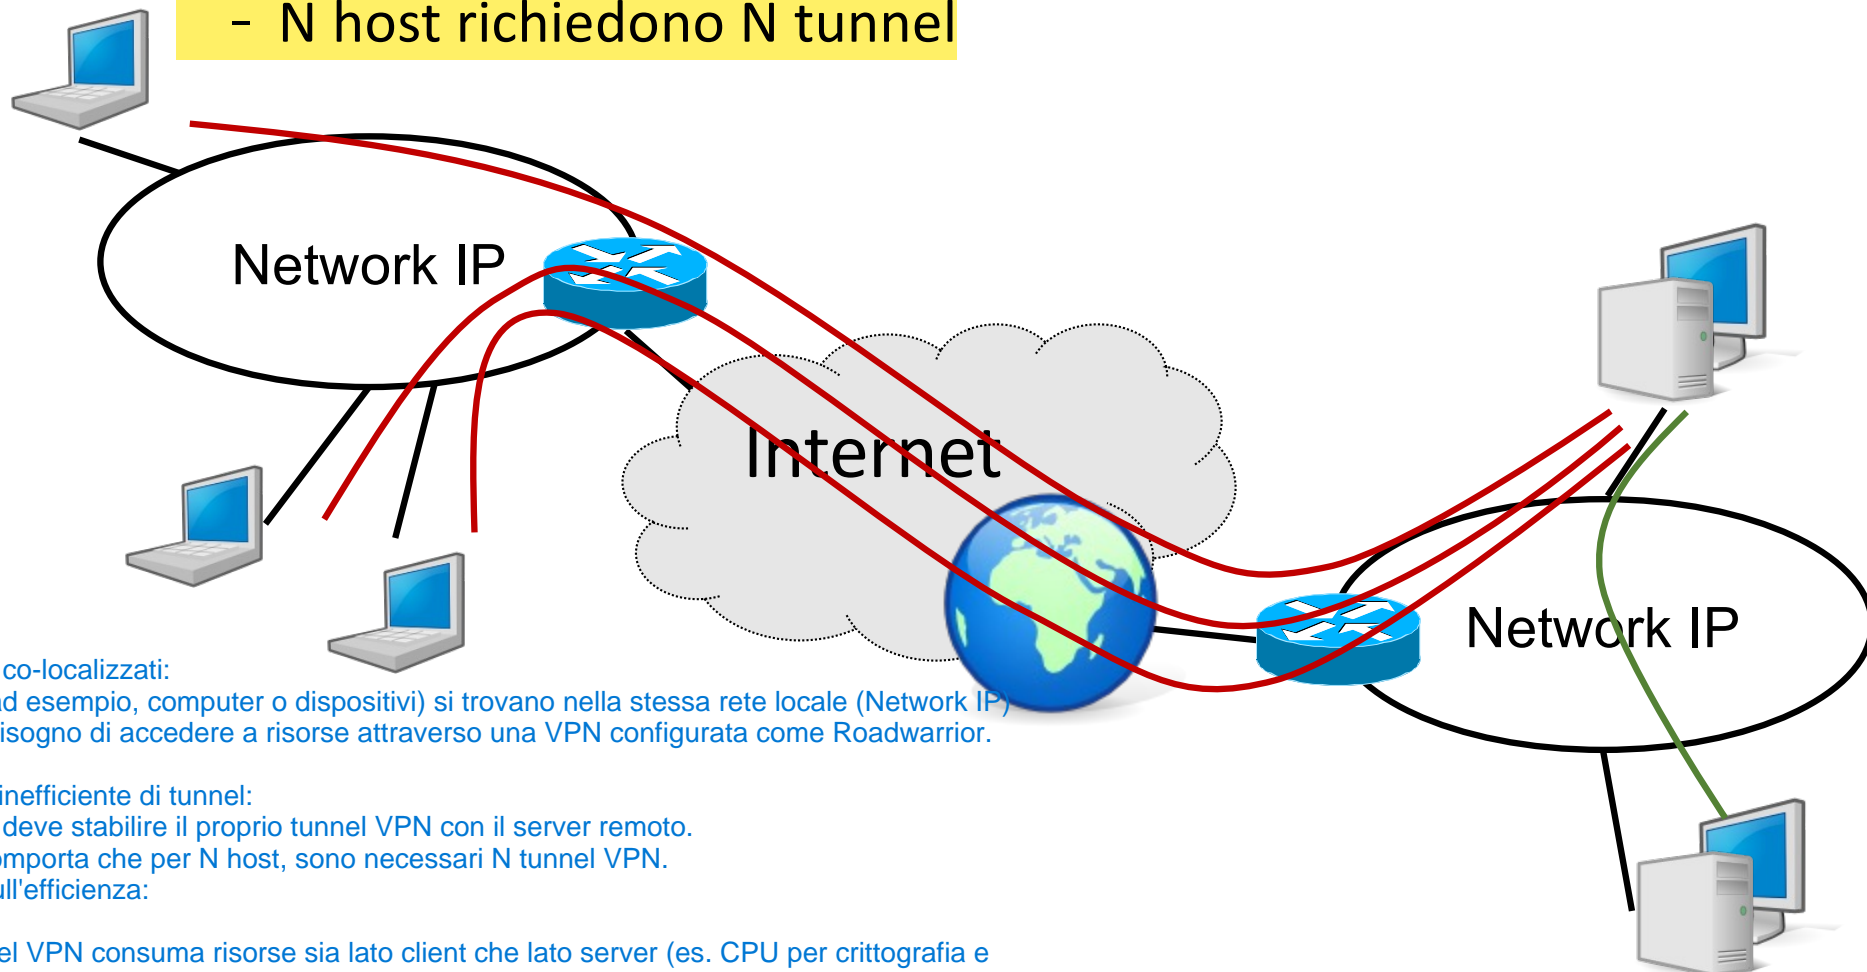 - N host richiedono N tunnel
Network IP
Internet
Network IP
co-localizzati:
ad esempio, computer o dispositivi) si trovano nella stessa rete locale (Network IP)
isogno di accedere a risorse attraverso una VPN configurata come Roadwarrior.
inefficiente di tunnel:
deve stabilire il proprio tunnel VPN con il server remoto.
omporta che per N host, sono necessari N tunnel VPN.
ull'efficienza:
el VPN consuma risorse sia lato client che lato server (es. CPU per crittografia e